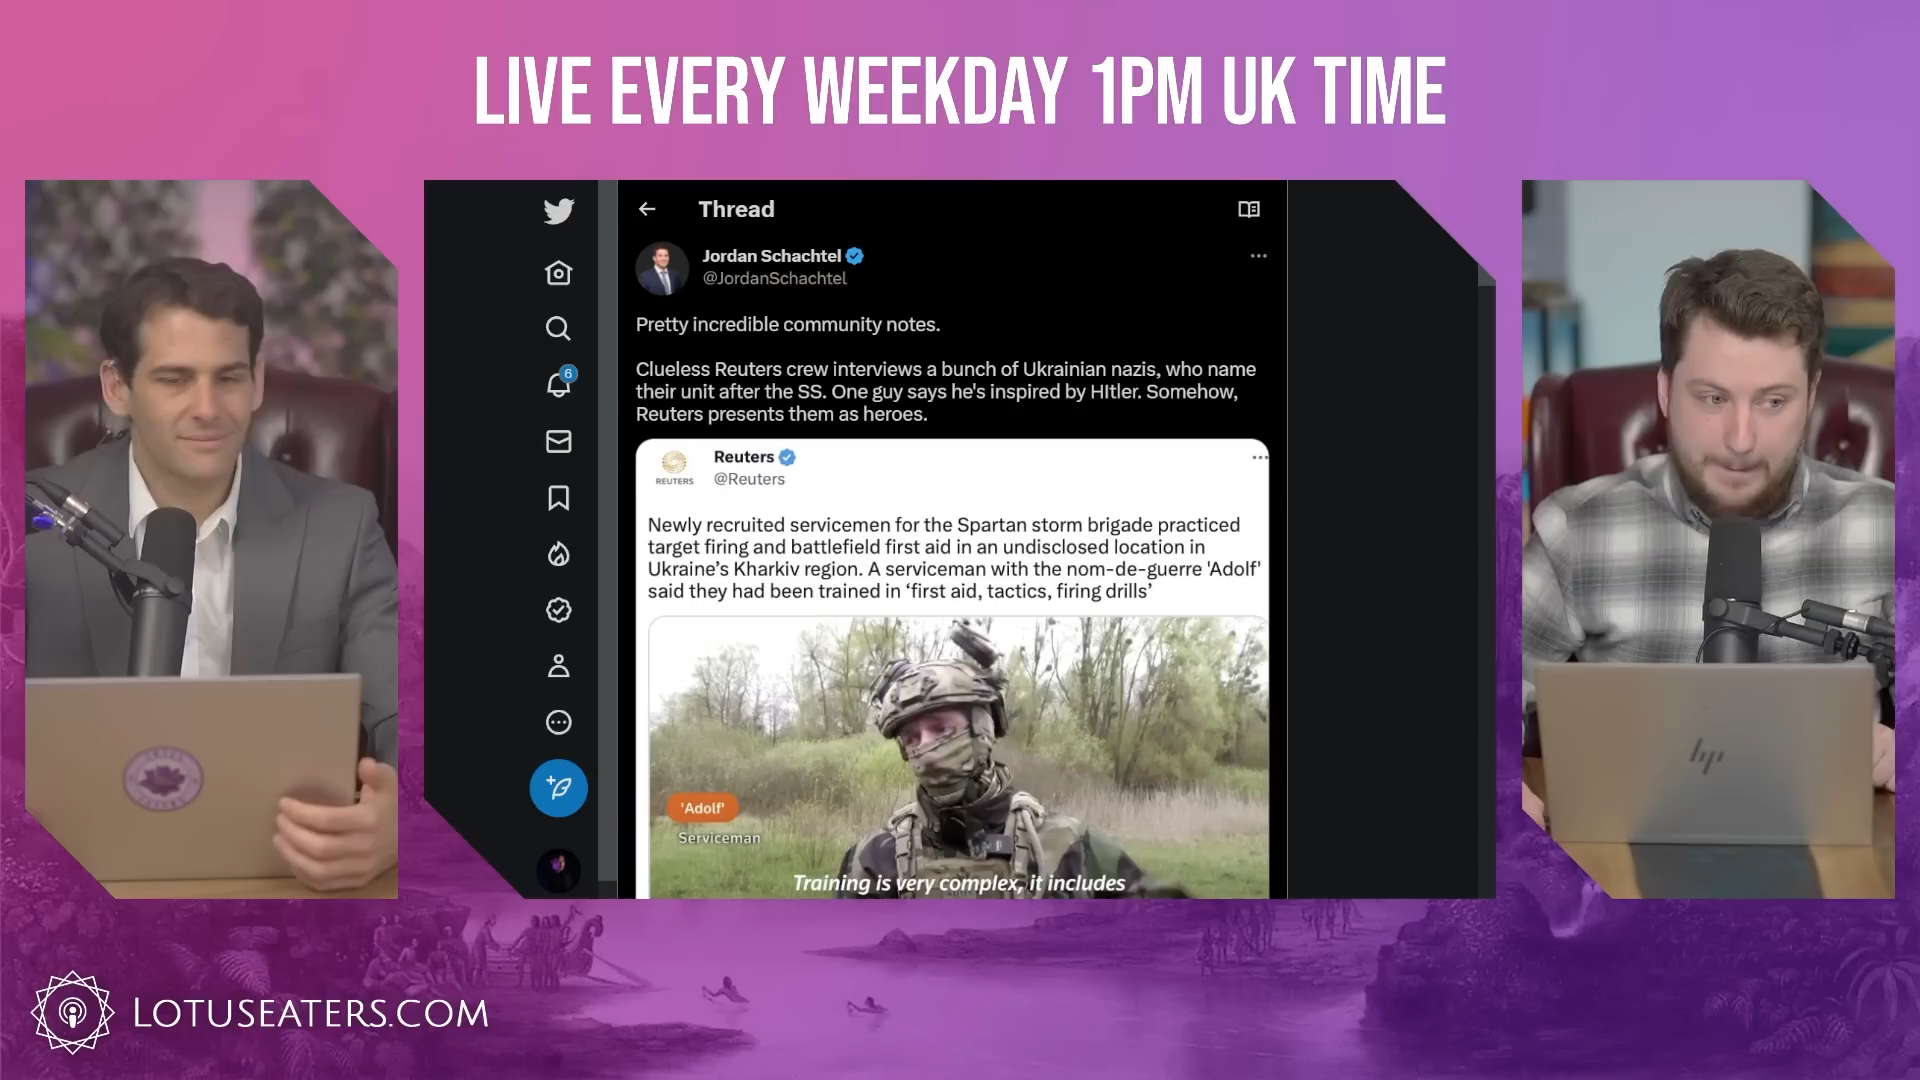 LIVE EVERY WEEKDAY 1PM UK TIME
Thread
Jordan Schachtel
@JordanSchachtel
Pretty incredible community notes.
Clueless Reuters crew interviews a bunch of Ukrainian nazis, who name
their unit after the SS. One guy says he's inspired by HItler. Somehow,
Reuters presents them as heroes.
6
REUTERS
Reuters
@Reuters
Newly recruited servicemen for the Spartan storm brigade practiced
target firing and battlefield first aid in an undisclosed location in
Ukraine’s Kharkiv region. A serviceman with the nom-de-guerre 'Adolf'
said they had been trained in ‘first aid, tactics, firing drills’
'Adolf'
Serviceman
Training is very complex, it includes
hp
LOTUSEATERS.COM